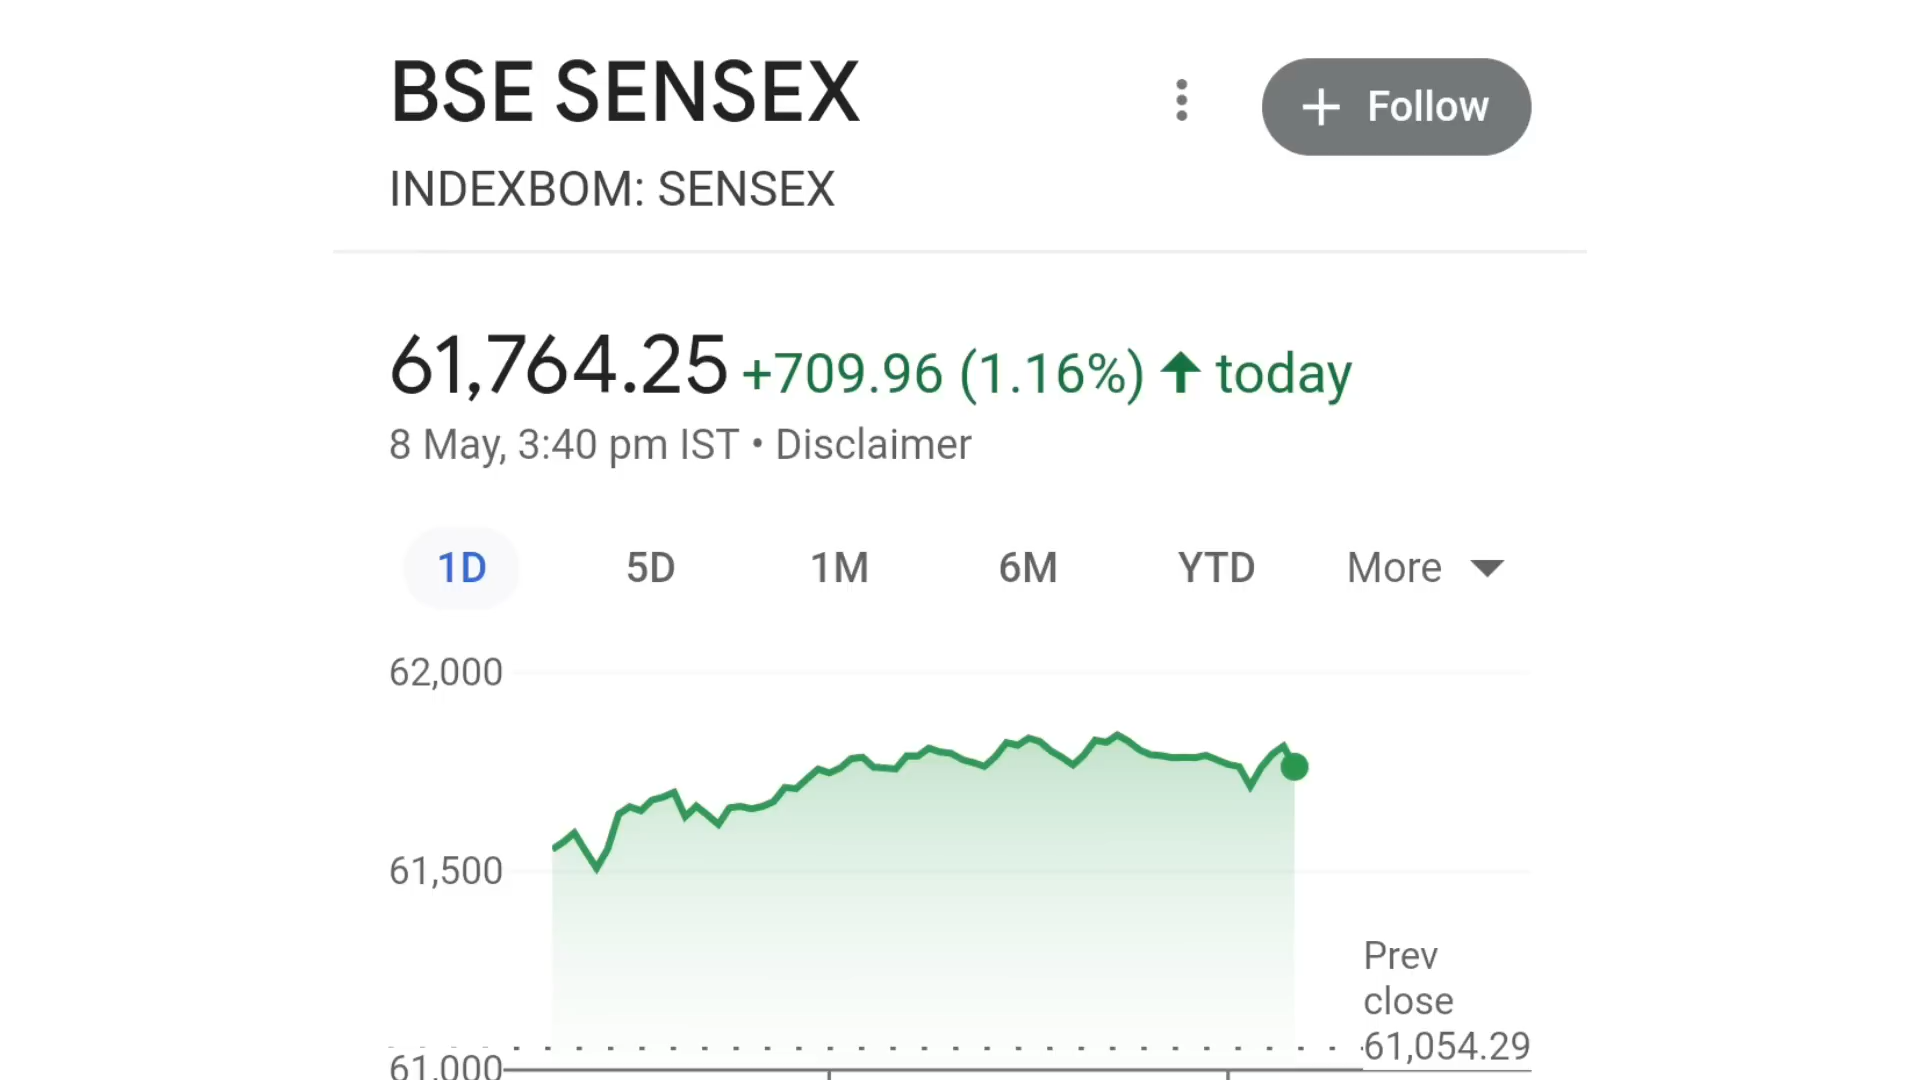 BSE SENSEX
+ Follow
INDEXBOM: SENSEX
61,764.25 +709.96 (1.16%) ↑ today
8 May, 3:40 pm IST • Disclaimer
1D 5D 1M 6M YTD More
62,000
61,500
Prev
close
61,054.29
61,000